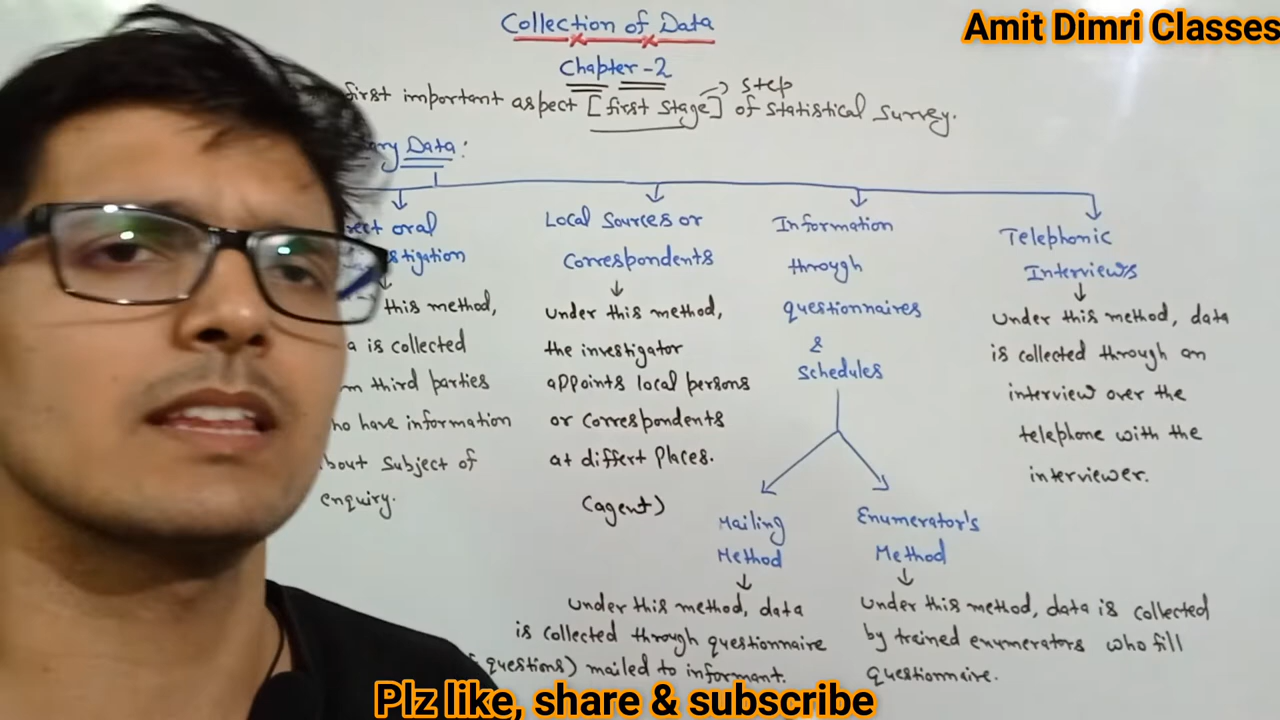 Collection of Data
Amit Dimri Classes
Chapter-2
first important aspect [first stage] → step of statistical survey.
Data:
oral
Local Sources or
Correspondents
↓
under this method,
the investigator
appoints local persons
or correspondents
at differt places.
(agent)
Information
through
questionnaires
&
Schedules
Telephonic
Interviews
↓
under this method, data
is collected through an
interview over the
telephone with the
interviewer.
this method,
is collected
third parties
have information
subject of
enquiry.
Mailing
Method
↓
under this method, data
is collected through questionnaire
questions) mailed to informant.
Enumerator's
Method
↓
under this method, data is collected
by trained enumerators who fill
questionnaire.
Plz like, share & subscribe